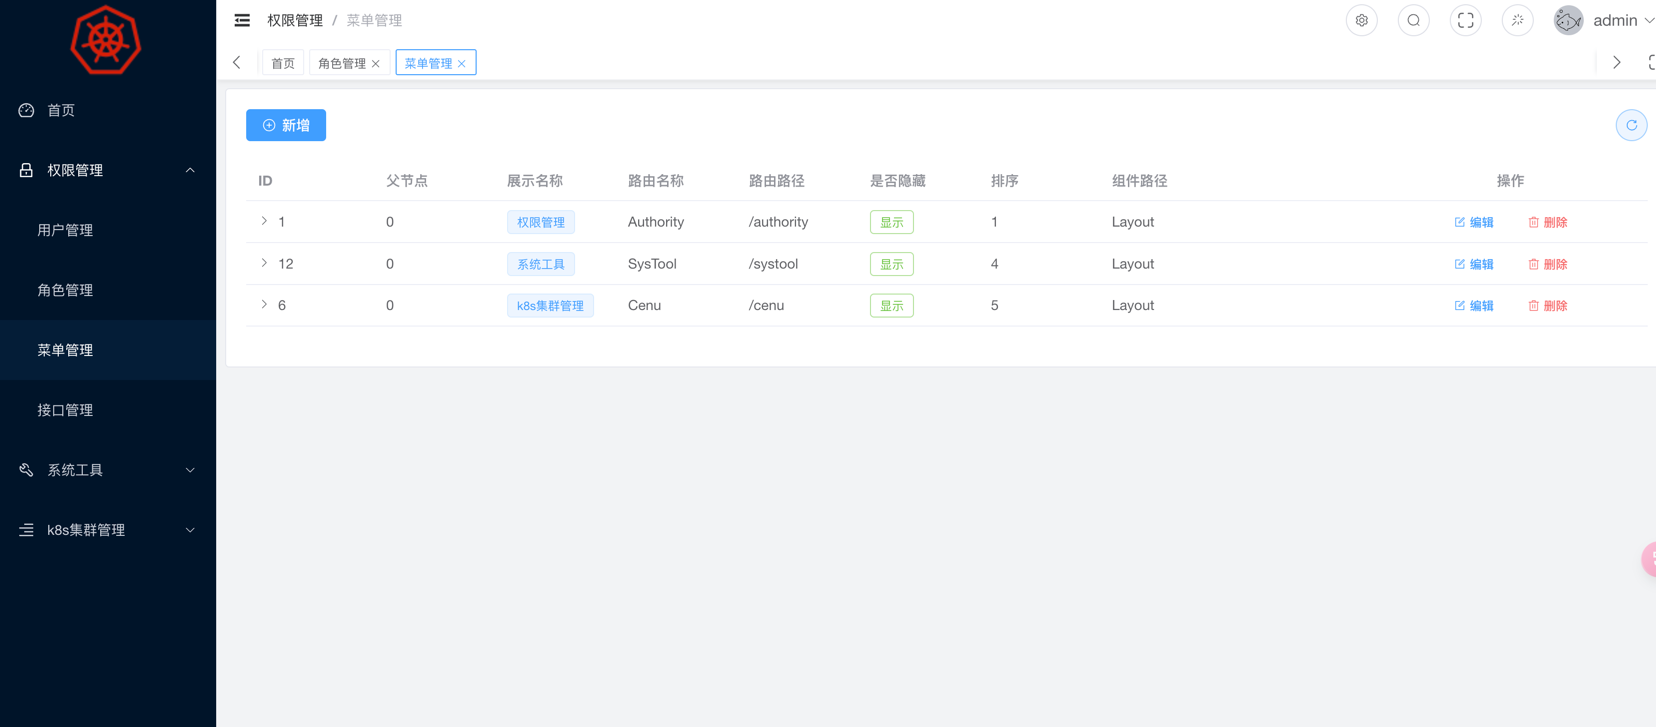 权限管理 / 菜单管理
admin
首页 角色管理 菜单管理
首页
权限管理
用户管理
角色管理
菜单管理
接口管理
系统工具
k8s集群管理
新增
ID 父节点 展示名称 路由名称 路由路径 是否隐藏 排序 组件路径 操作
1 0 权限管理 Authority /authority 显示 1 Layout 编辑 删除
12 0 系统工具 SysTool /systool 显示 4 Layout 编辑 删除
6 0 k8s集群管理 Cenu /cenu 显示 5 Layout 编辑 删除